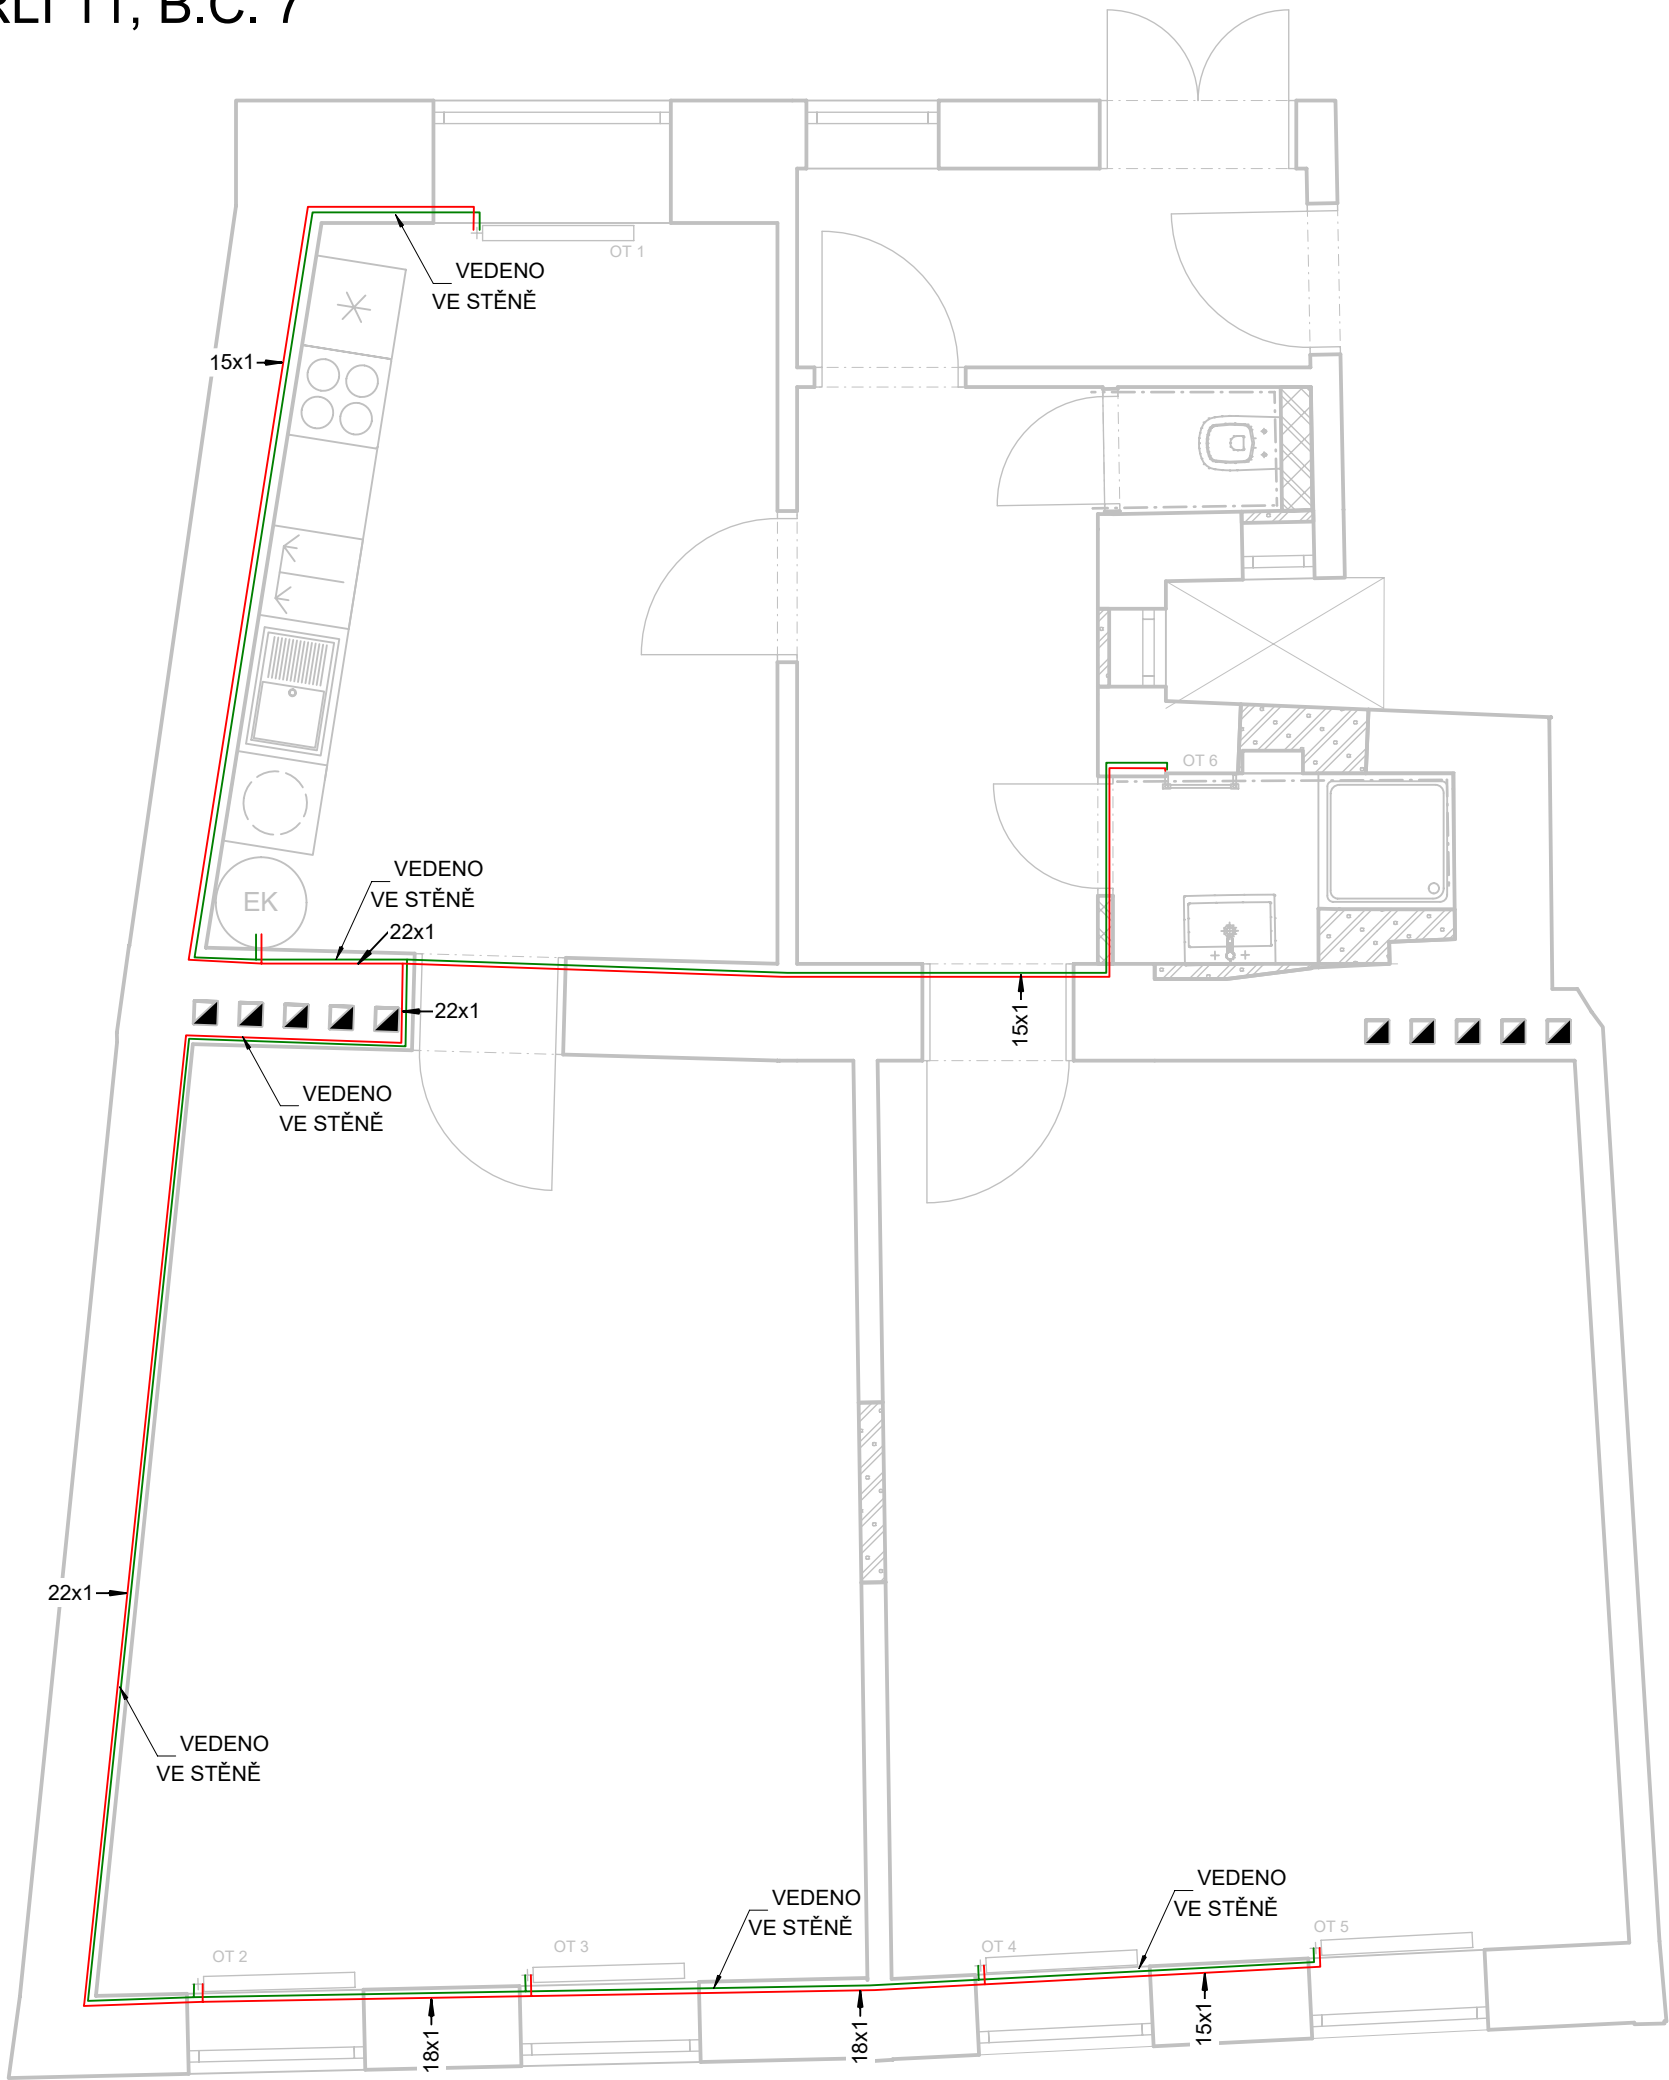 11, B.C. 7
OT 1
VEDENO
VE STĚNĚ
15x1
OT 6
VEDENO
VE STĚNĚ
EK
22x1
22x1
15x1
VEDENO
VE STĚNĚ
22x1
VEDENO
VE STĚNĚ
VEDENO
VE STĚNĚ
VEDENO
VE STĚNĚ
OT 2
OT 3
OT 4
OT 5
18x1
18x1
15x1